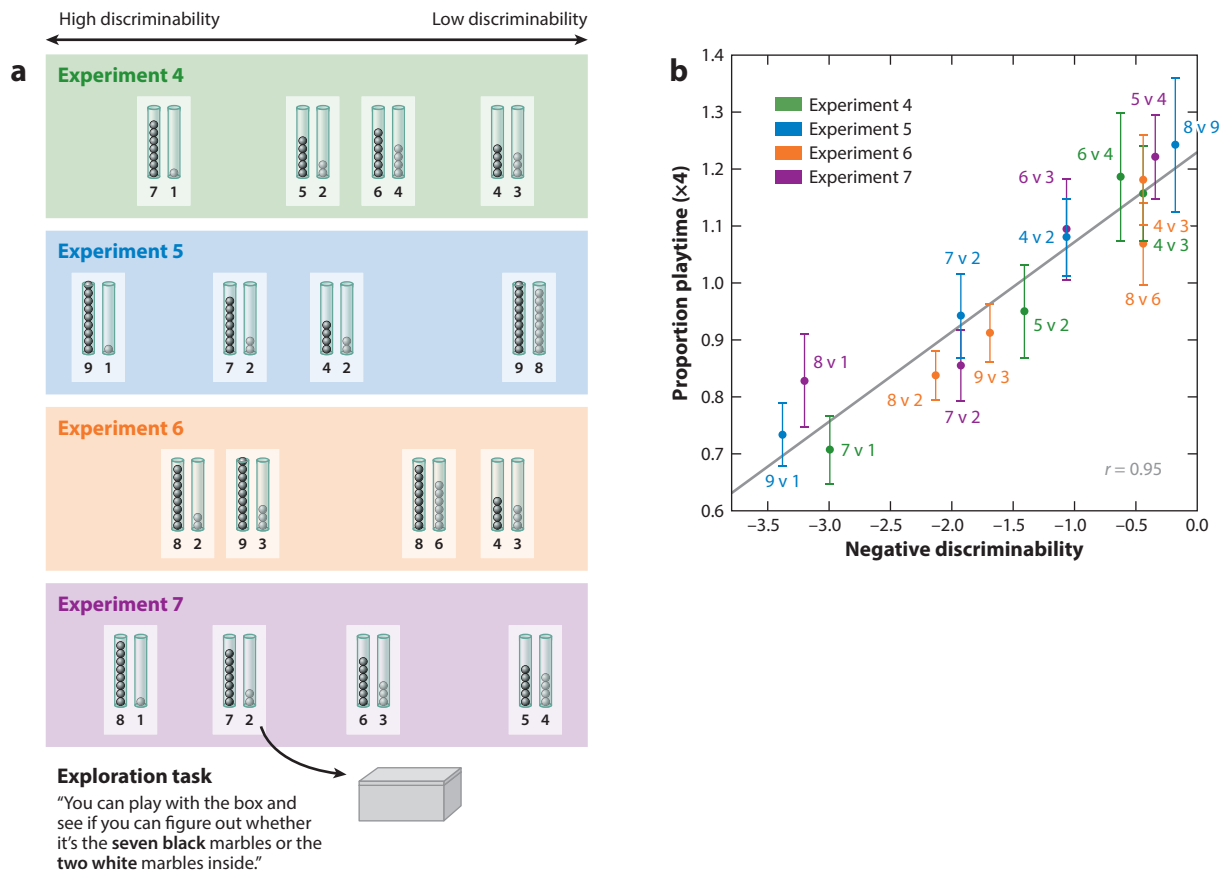 High discriminability Low discriminability
a
Experiment 4
7 1 5 2 6 4 4 3
Experiment 5
9 1 7 2 4 2 9 8
Experiment 6
8 2 9 3 8 6 4 3
Experiment 7
8 1 7 2 6 3 5 4
Exploration task
“You can play with the box and
see if you can figure out whether
it’s the seven black marbles or the
two white marbles inside.”
b
Proportion playtime (×4)
1.4
1.3
1.2
1.1
1.0
0.9
0.8
0.7
0.6
Experiment 4
Experiment 5
Experiment 6
Experiment 7
5 v 4
8 v 9
6 v 4
6 v 3
4 v 3
4 v 2
4 v 3
7 v 2
8 v 6
5 v 2
8 v 1
9 v 3
8 v 2
7 v 2
7 v 1
9 v 1
r = 0.95
−3.5 −3.0 −2.5 −2.0 −1.5 −1.0 −0.5 0.0
Negative discriminability